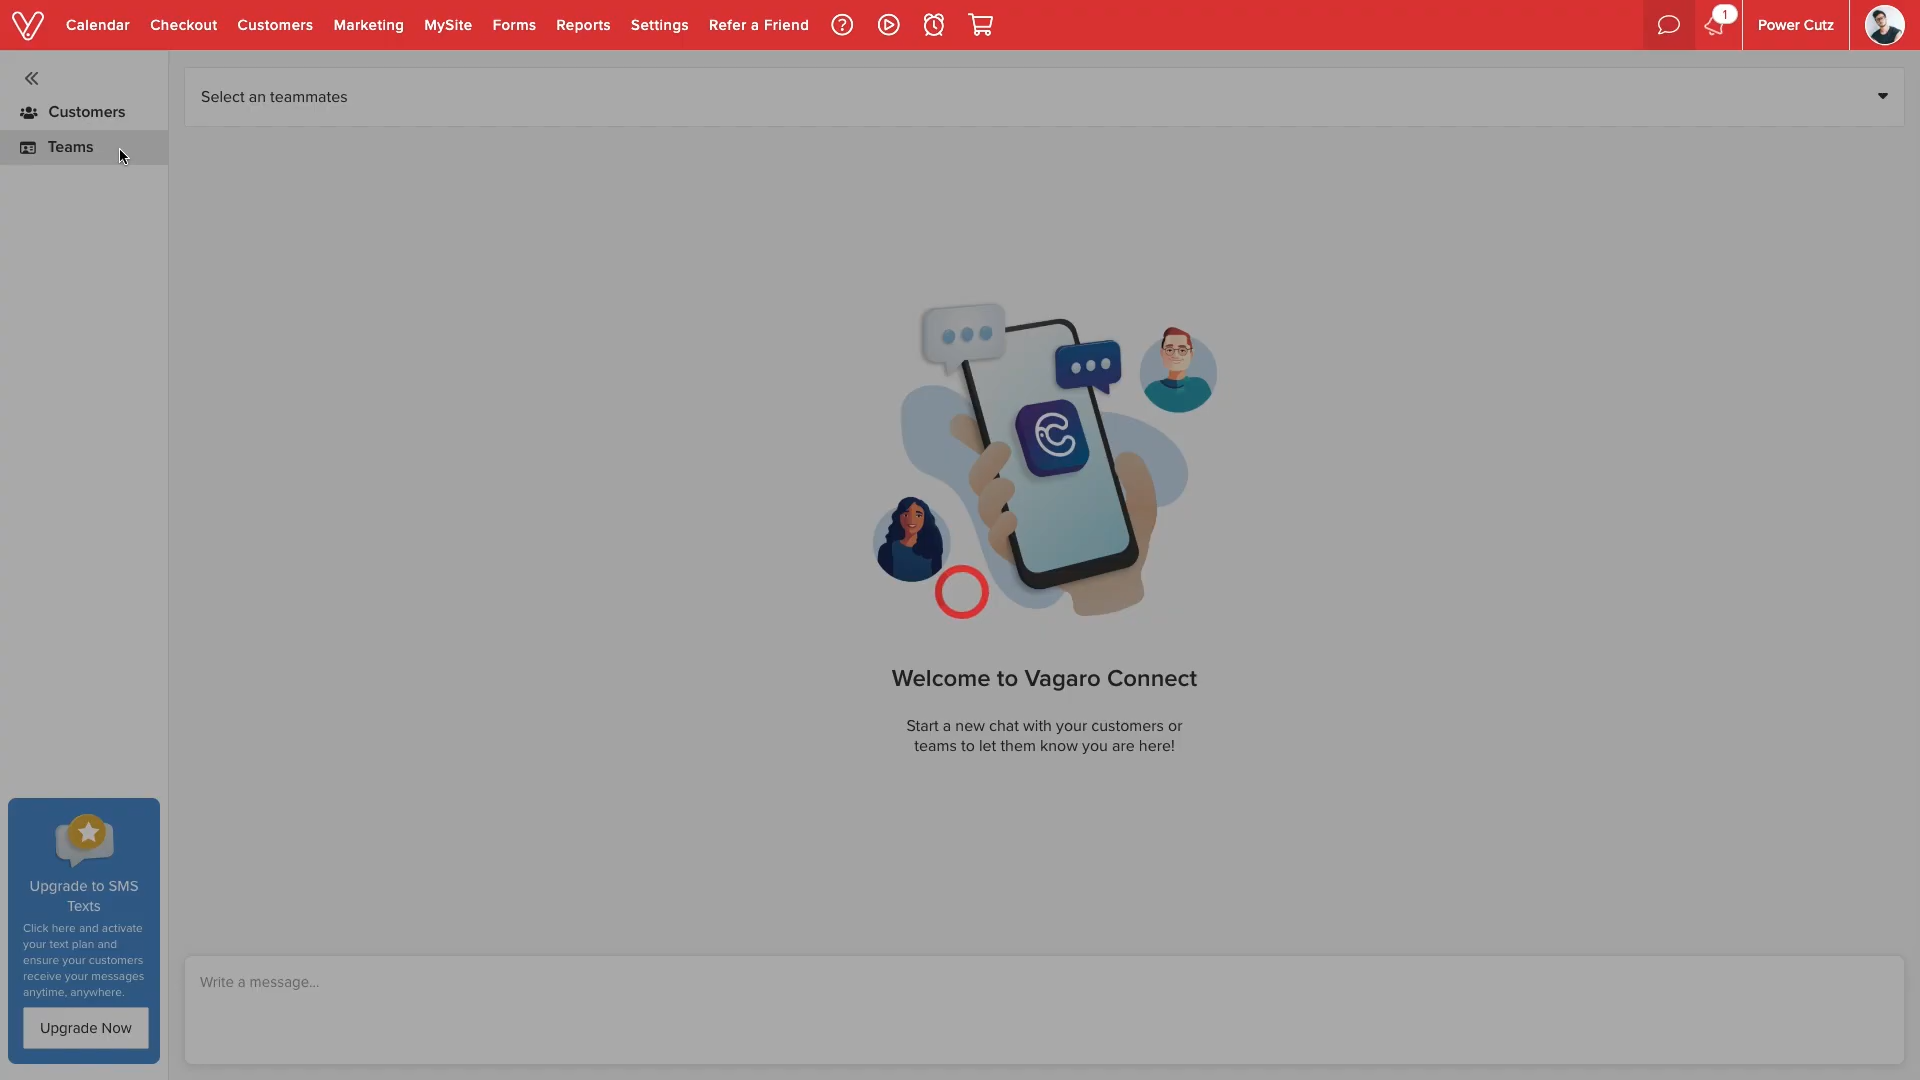 Calendar Checkout Customers Marketing MySite Forms Reports Settings Refer a Friend 1 Power Cutz
Customers
Teams
Select an teammates
Welcome to Vagaro Connect
Start a new chat with your customers or
teams to let them know you are here!
Upgrade to SMS
Texts
Click here and activate
your text plan and
ensure your customers
receive your messages
anytime, anywhere.
Upgrade Now
Write a message...